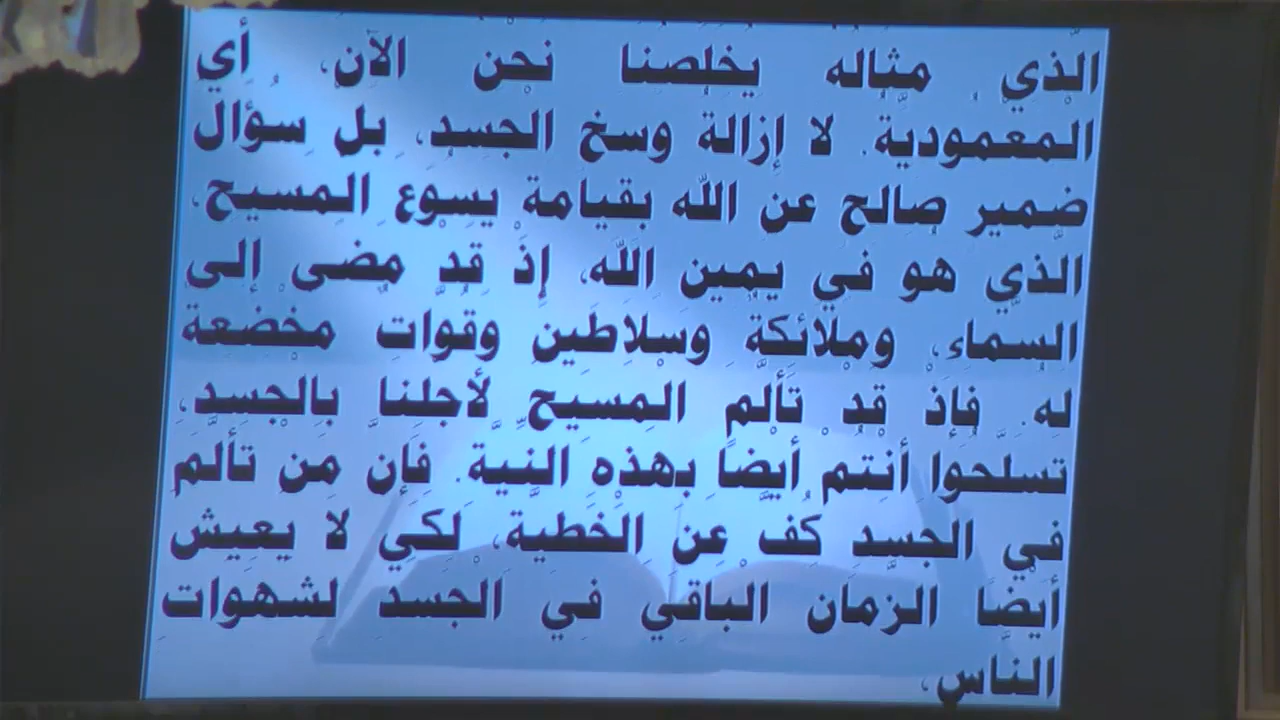 الذي مثاله يخلصنا نحن الآن، أي
المعمودية. لا إزالة وسخ الجسد، بل سؤال
ضمير صالح عن الله بقيامة يسوع المسيح،
الذي هو في يمين الله، إذ قد مضى إلى
السماء، وملائكة وسلاطين وقوات مخضعة
له. فإذ قد تألم المسيح لأجلنا بالجسد،
تسلحوا أنتم أيضا بهذه النية. فإن من تألم
في الجسد كف عن الخطية، لكي لا يعيش
أيضا الزمان الباقي في الجسد لشهوات
الناس،